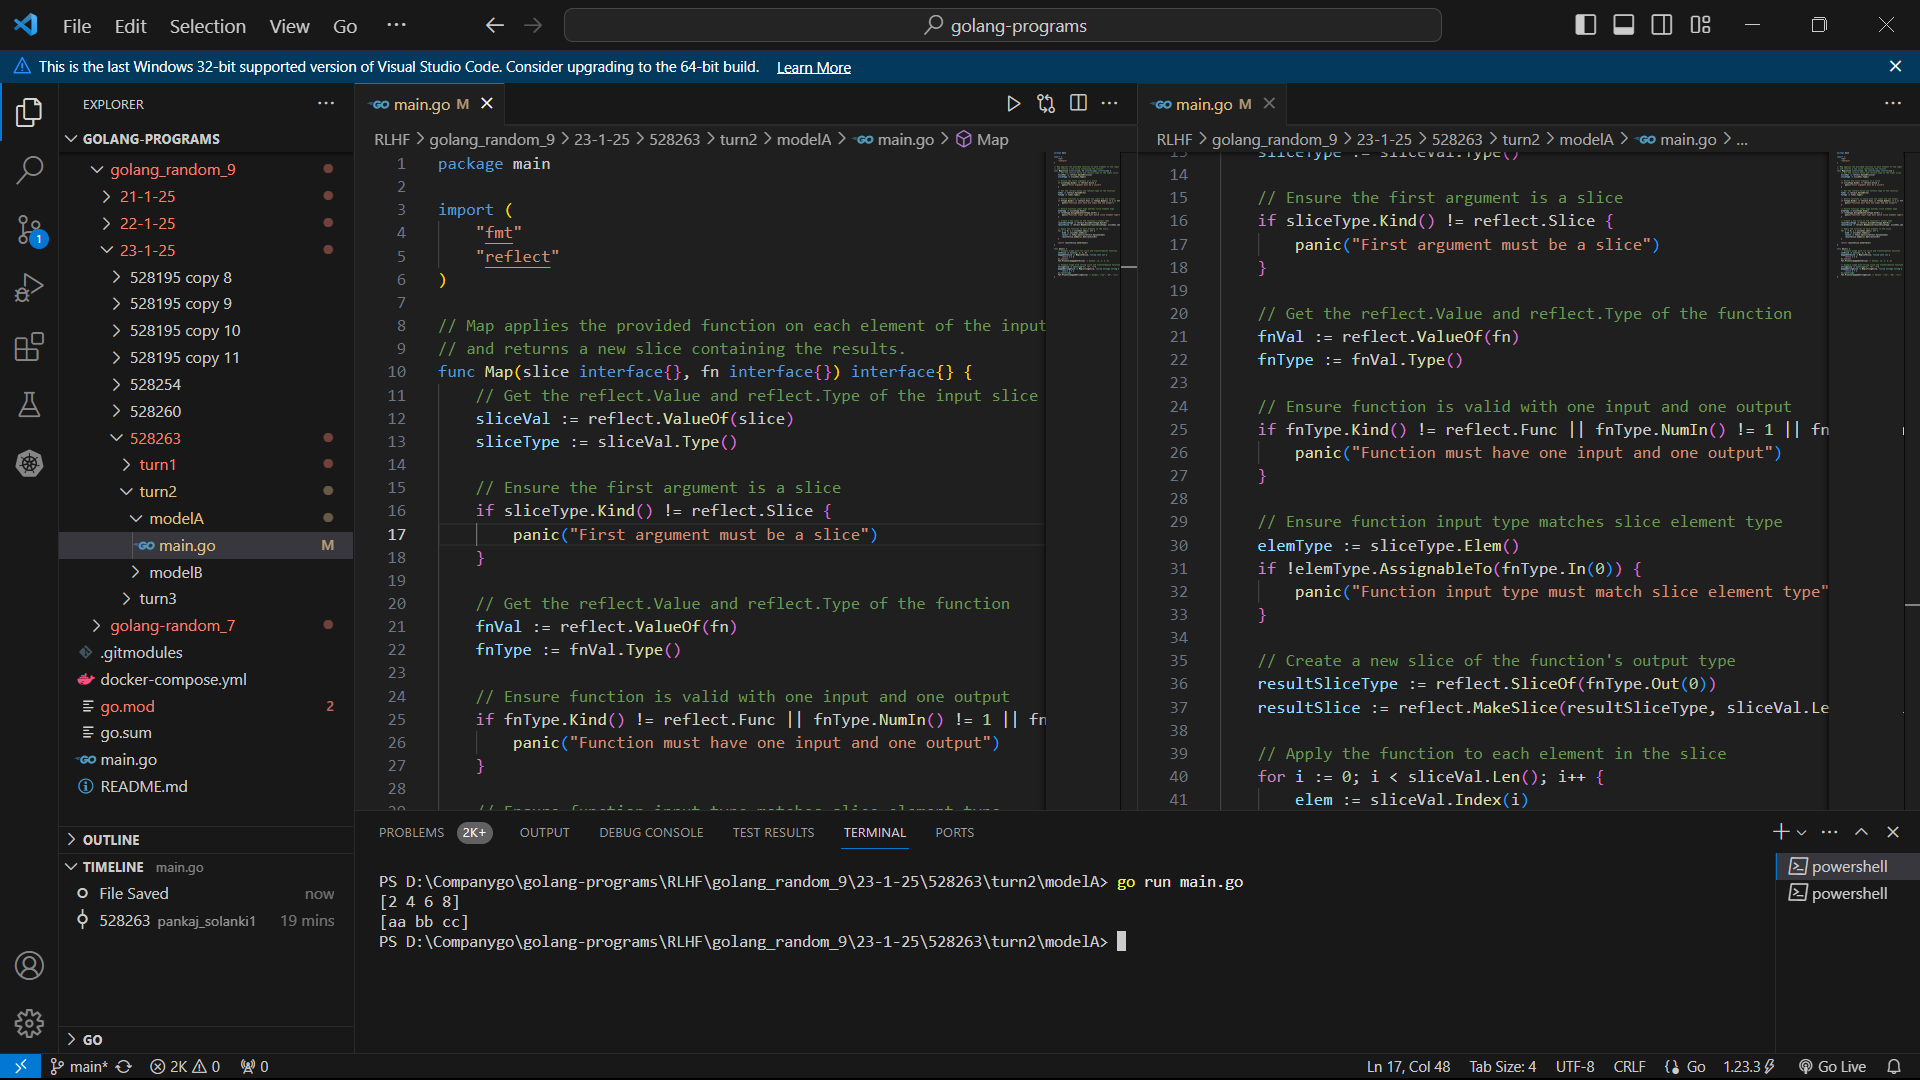 File Edit Selection View Go ··· golang-programs
This is the last Windows 32-bit supported version of Visual Studio Code. Consider upgrading to the 64-bit build. Learn More
EXPLORER
GOLANG-PROGRAMS
golang_random_9
21-1-25
22-1-25
23-1-25
528195 copy 8
528195 copy 9
528195 copy 10
528195 copy 11
528254
528260
528263
turn1
turn2
modelA
main.go M
modelB
turn3
golang-random_7
.gitmodules
docker-compose.yml
go.mod 2
go.sum
main.go
README.md
OUTLINE
TIMELINE main.go
File Saved now
528263 pankaj_solanki1 19 mins
GO
main.go M
RLHF > golang_random_9 > 23-1-25 > 528263 > turn2 > modelA > main.go > Map
1 package main
2
3 import (
4 "fmt"
5 "reflect"
6 )
7
8 // Map applies the provided function on each element of the input
9 // and returns a new slice containing the results.
10 func Map(slice interface{}, fn interface{}) interface{} {
11 // Get the reflect.Value and reflect.Type of the input slice
12 sliceVal := reflect.ValueOf(slice)
13 sliceType := sliceVal.Type()
14
15 // Ensure the first argument is a slice
16 if sliceType.Kind() != reflect.Slice {
17 panic("First argument must be a slice")
18 }
19
20 // Get the reflect.Value and reflect.Type of the function
21 fnVal := reflect.ValueOf(fn)
22 fnType := fnVal.Type()
23
24 // Ensure function is valid with one input and one output
25 if fnType.Kind() != reflect.Func || fnType.NumIn() != 1 || fn
26 panic("Function must have one input and one output")
27 }
28
29 // Ensure function input type matches slice element type
main.go M
RLHF > golang_random_9 > 23-1-25 > 528263 > turn2 > modelA > main.go > ...
13 sliceType := sliceVal.Type()
14
15 // Ensure the first argument is a slice
16 if sliceType.Kind() != reflect.Slice {
17 panic("First argument must be a slice")
18 }
19
20 // Get the reflect.Value and reflect.Type of the function
21 fnVal := reflect.ValueOf(fn)
22 fnType := fnVal.Type()
23
24 // Ensure function is valid with one input and one output
25 if fnType.Kind() != reflect.Func || fnType.NumIn() != 1 || fn
26 panic("Function must have one input and one output")
27 }
28
29 // Ensure function input type matches slice element type
30 elemType := sliceType.Elem()
31 if !elemType.AssignableTo(fnType.In(0)) {
32 panic("Function input type must match slice element type"
33 }
34
35 // Create a new slice of the function's output type
36 resultSliceType := reflect.SliceOf(fnType.Out(0))
37 resultSlice := reflect.MakeSlice(resultSliceType, sliceVal.Le
38
39 // Apply the function to each element in the slice
40 for i := 0; i < sliceVal.Len(); i++ {
41 elem := sliceVal.Index(i)
PROBLEMS 2K+ OUTPUT DEBUG CONSOLE TEST RESULTS TERMINAL PORTS
PS D:\Companygo\golang-programs\RLHF\golang_random_9\23-1-25\528263\turn2\modelA> go run main.go
[2 4 6 8]
[aa bb cc]
PS D:\Companygo\golang-programs\RLHF\golang_random_9\23-1-25\528263\turn2\modelA>
powershell
powershell
main* 2K 0 0 Ln 17, Col 48 Tab Size: 4 UTF-8 CRLF Go 1.23.3 Go Live